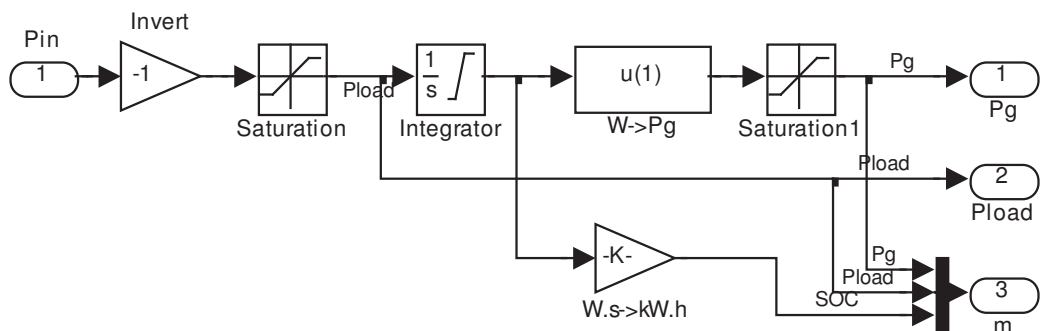 Invert
Pin
1
-1
Saturation
Pload
1
s
Integrator
u(1)
W->Pg
Saturation1
Pg
1
Pg
Pload
2
Pload
-K-
W.s->kW.h
Pg
Pload
SOC
3
m